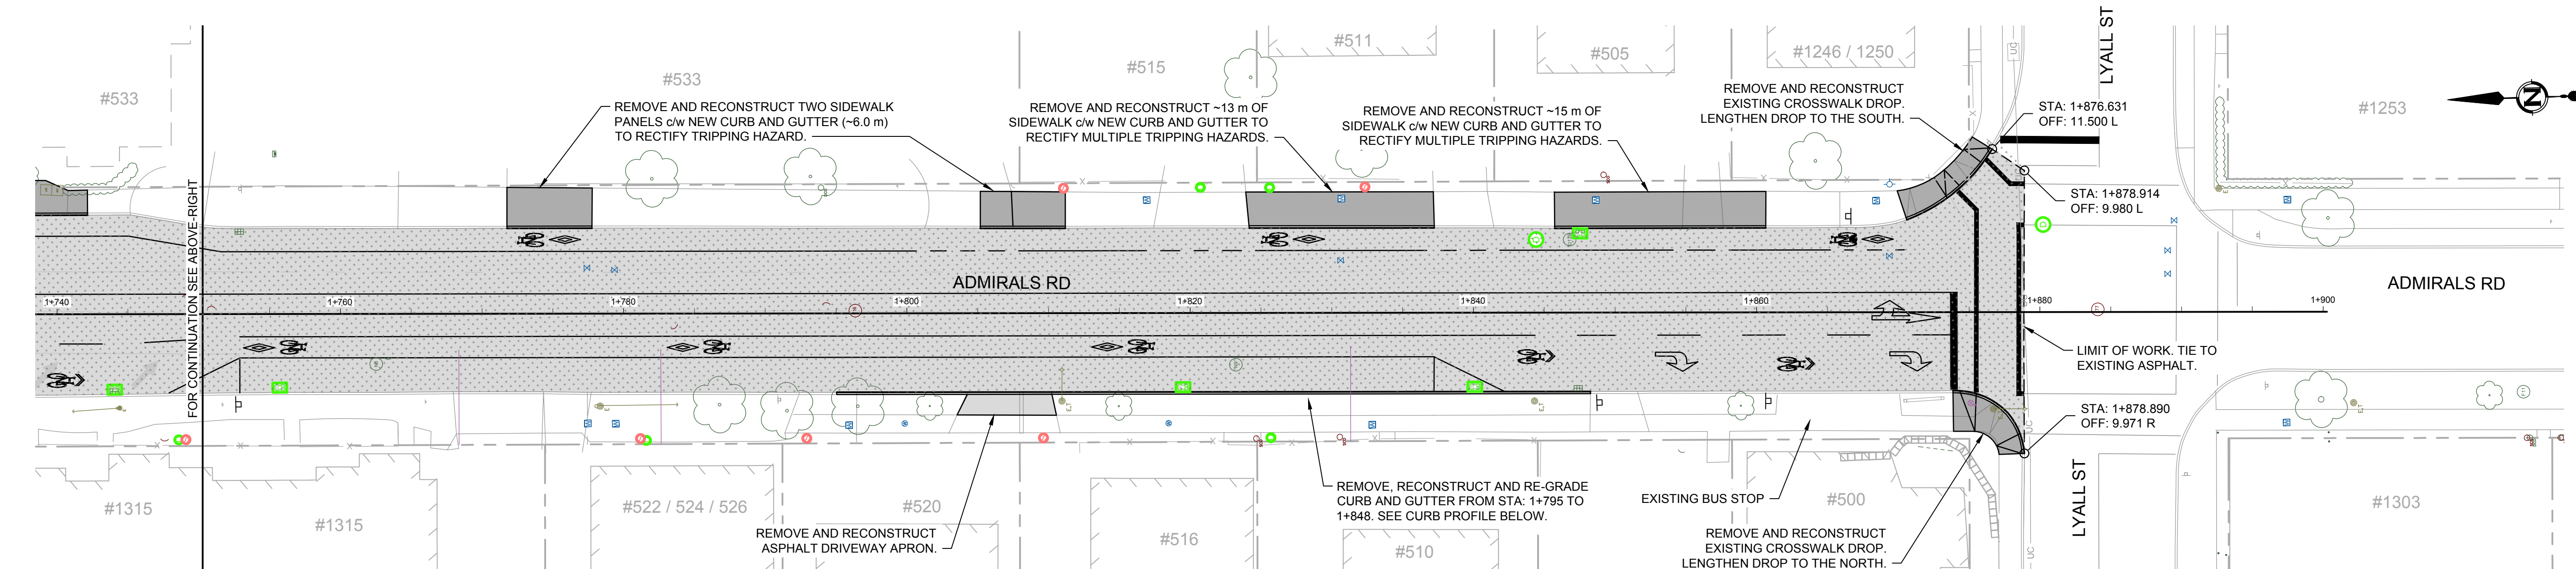 #533
#533
REMOVE AND RECONSTRUCT TWO SIDEWALK
PANELS c/w NEW CURB AND GUTTER (~6.0 m)
TO RECTIFY TRIPPING HAZARD.
#515
REMOVE AND RECONSTRUCT ~13 m OF
SIDEWALK c/w NEW CURB AND GUTTER TO
RECTIFY MULTIPLE TRIPPING HAZARDS.
#511
#505
REMOVE AND RECONSTRUCT ~15 m OF
SIDEWALK c/w NEW CURB AND GUTTER TO
RECTIFY MULTIPLE TRIPPING HAZARDS.
#1246 / 1250
REMOVE AND RECONSTRUCT
EXISTING CROSSWALK DROP.
LENGTHEN DROP TO THE SOUTH.
UC
LYALL ST
STA: 1+876.631
OFF: 11.500 L
#1253
N
STA: 1+878.914
OFF: 9.980 L
FOR CONTINUATION SEE ABOVE-RIGHT
ADMIRALS RD
ADMIRALS RD
1+740
1+760
1+780
1+800
1+820
1+840
1+860
1+880
1+900
LIMIT OF WORK. TIE TO
EXISTING ASPHALT.
STA: 1+878.890
OFF: 9.971 R
UC
UC
LYALL ST
#1315
#1315
#522 / 524 / 526
#520
REMOVE AND RECONSTRUCT
ASPHALT DRIVEWAY APRON.
#516
REMOVE, RECONSTRUCT AND RE-GRADE
CURB AND GUTTER FROM STA: 1+795 TO
1+848. SEE CURB PROFILE BELOW.
#510
EXISTING BUS STOP
#500
REMOVE AND RECONSTRUCT
EXISTING CROSSWALK DROP.
LENGTHEN DROP TO THE NORTH.
#1303